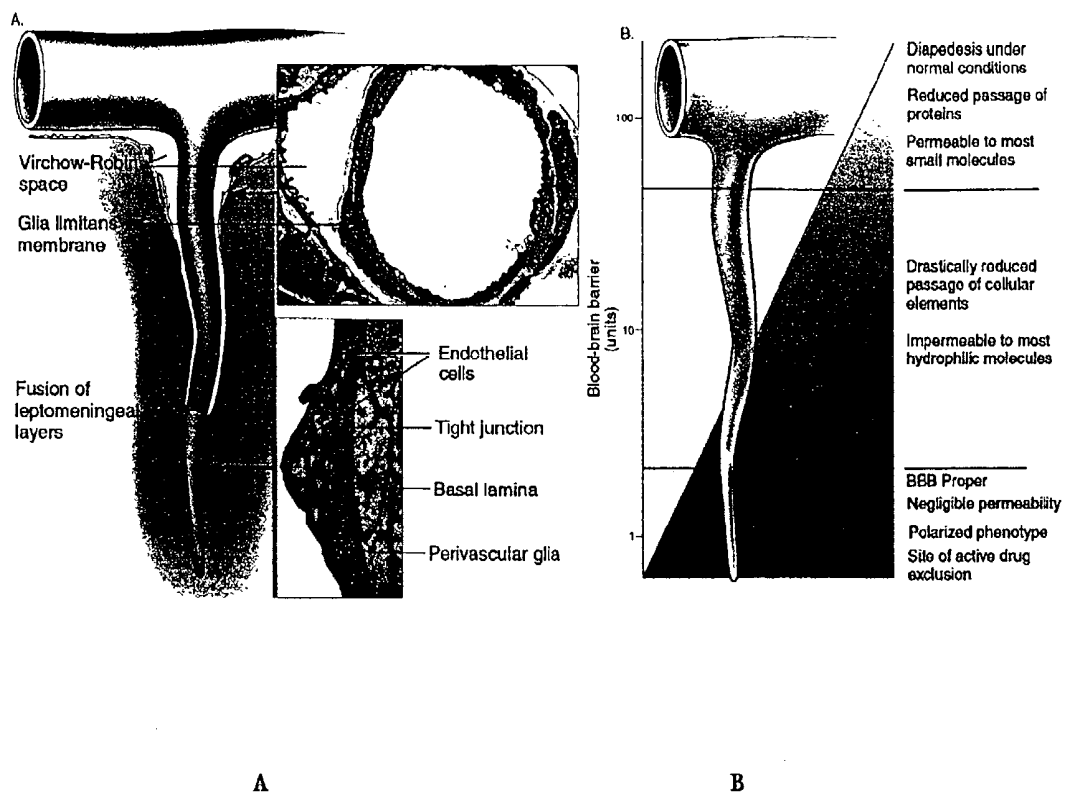 A.
Virchow-Robin
space
Glia limitans
membrane
Fusion of
leptomeningeal
layers
Endothelial
cells
Tight junction
Basal lamina
Perivascular glia
B.
Blood-brain barrier
(units)
100
10
1
Diapedesis under
normal conditions
Reduced passage of
proteins
Permeable to most
small molecules
Drastically reduced
passage of cellular
elements
Impermeable to most
hydrophilic molecules
BBB Proper
Negligible permeability
Polarized phenotype
Site of active drug
exclusion
A
B